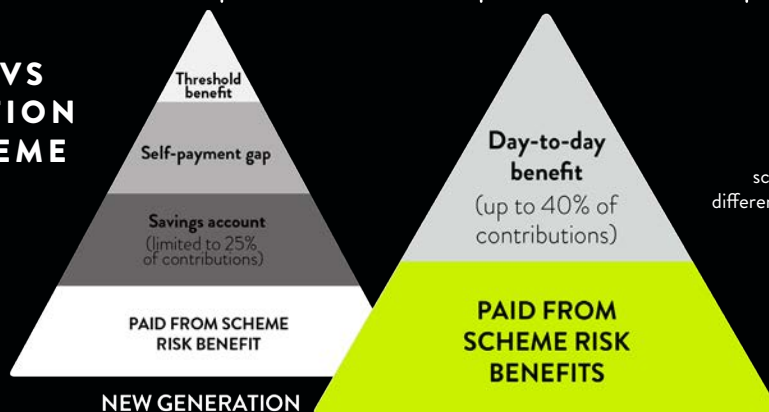 VS
TION
EME
Threshold
benefit
Self-payment gap
Savings account
(limited to 25%
of contributions)
PAID FROM SCHEME
RISK BENEFIT
NEW GENERATION
Day-to-day
benefit
(up to 40% of
contributions)
PAID FROM
SCHEME RISK
BENEFITS
sc
differen